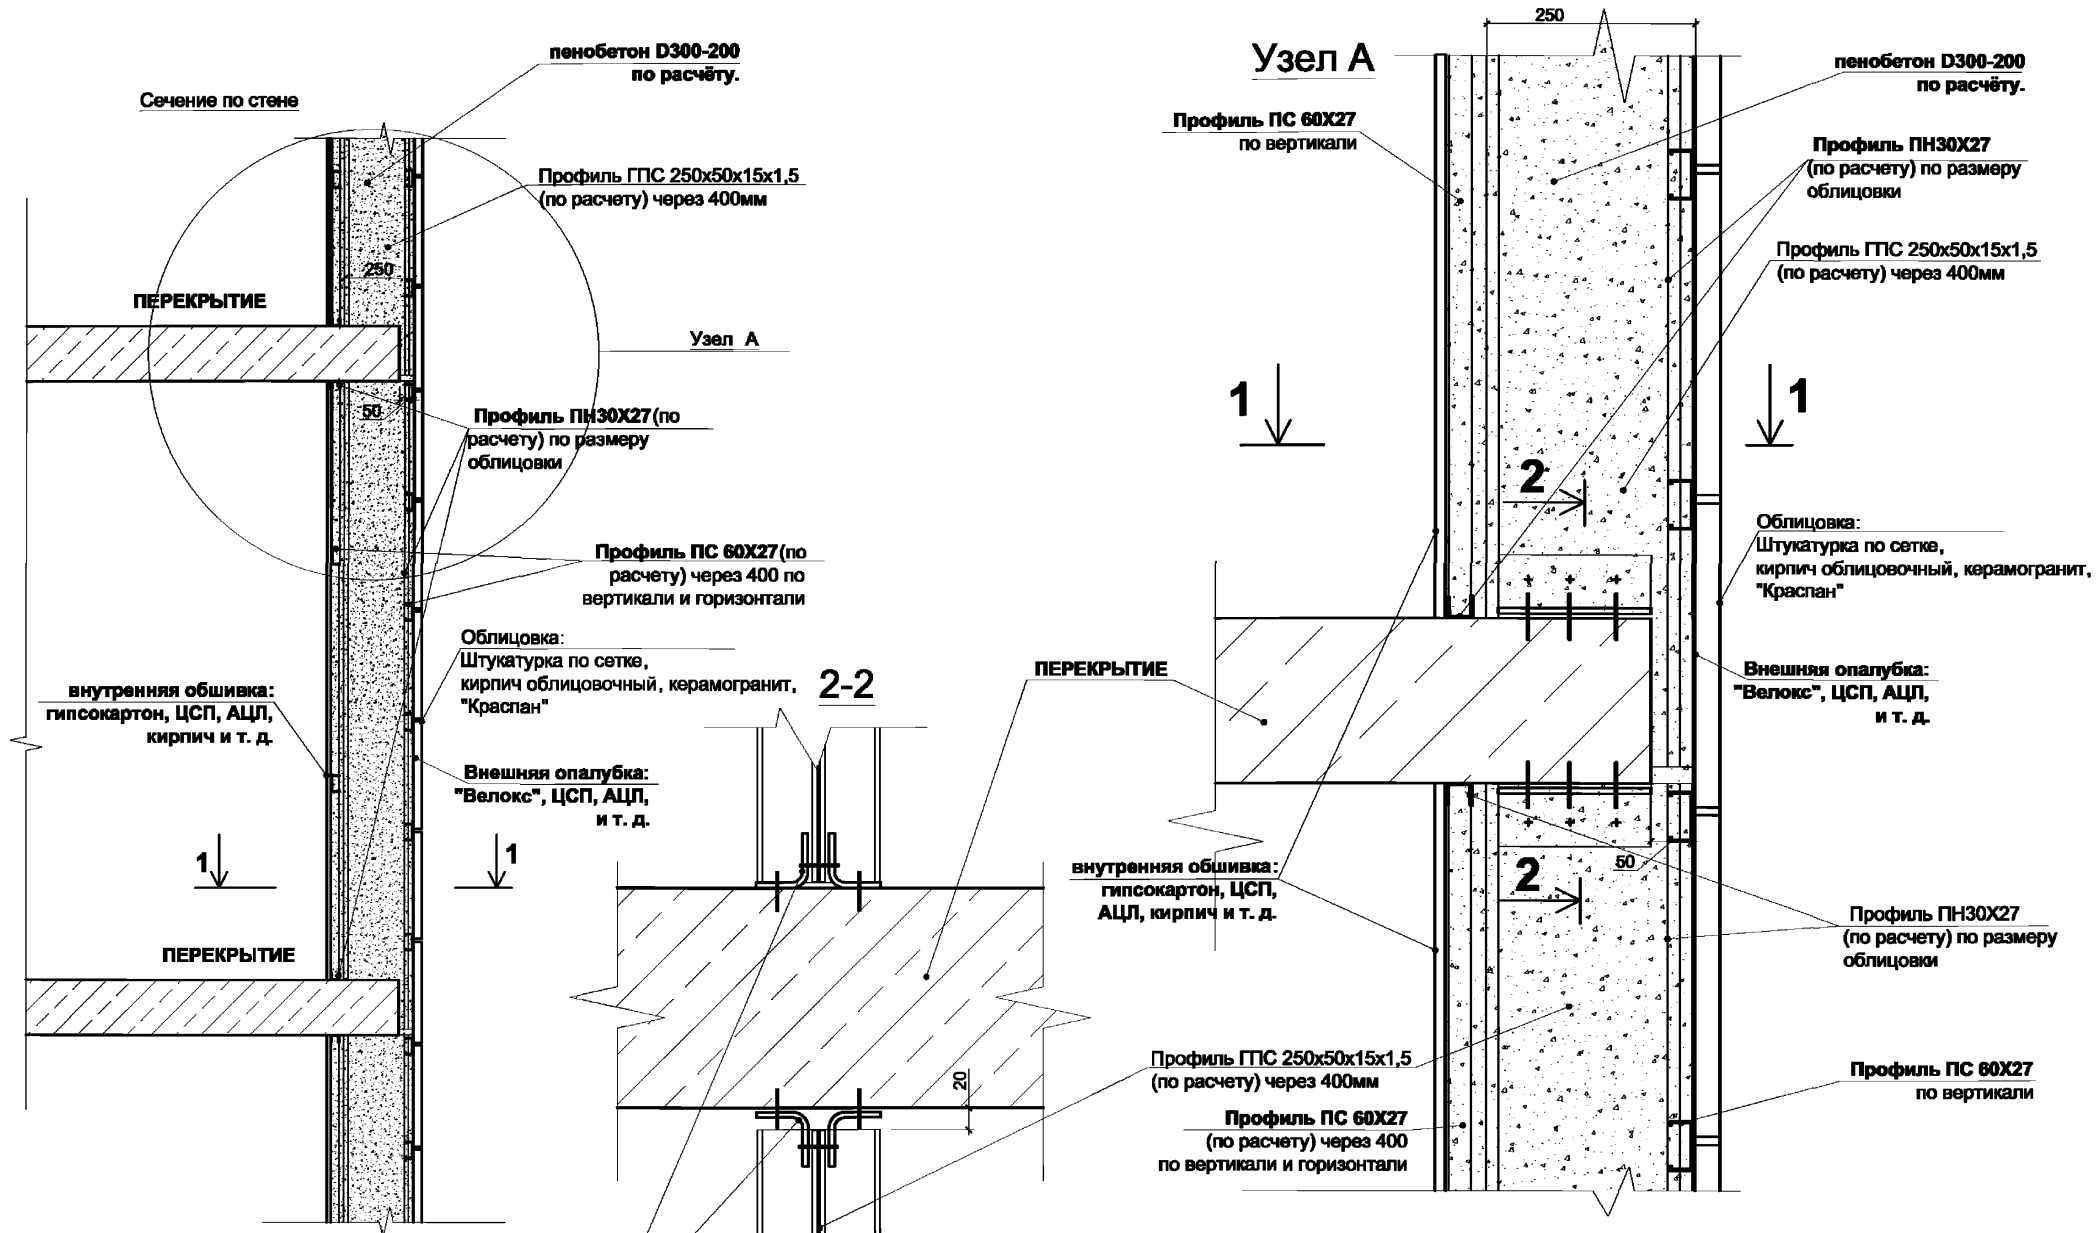 Сечение по стене
пенобетон D300-200
по расчёту.
Профиль ГПС 250х50х15х1,5
(по расчету) через 400мм
250
ПЕРЕКРЫТИЕ
Узел А
50
Профиль ПН30Х27(по
расчету) по размеру
облицовки
Профиль ПС 60Х27(по
расчету) через 400 по
вертикали и горизонтали
Облицовка:
Штукатурка по сетке,
кирпич облицовочный, керамогранит,
"Краспан"
внутренняя обшивка:
гипсокартон, ЦСП, АЦЛ,
кирпич и т. д.
Внешняя опалубка:
"Велокс", ЦСП, АЦЛ,
и т. д.
1
1
ПЕРЕКРЫТИЕ
2-2
20
Узел А
250
пенобетон D300-200
по расчёту.
Профиль ПС 60Х27
по вертикали
Профиль ПН30Х27
(по расчету) по размеру
облицовки
Профиль ГПС 250х50х15х1,5
(по расчету) через 400мм
1
1
2
Облицовка:
Штукатурка по сетке,
кирпич облицовочный, керамогранит,
"Краспан"
ПЕРЕКРЫТИЕ
Внешняя опалубка:
"Велокс", ЦСП, АЦЛ,
и т. д.
внутренняя обшивка:
гипсокартон, ЦСП,
АЦЛ, кирпич и т. д.
50
2
Профиль ПН30Х27
(по расчету) по размеру
облицовки
Профиль ГПС 250х50х15х1,5
(по расчету) через 400мм
Профиль ПС 60Х27
по вертикали
Профиль ПС 60Х27
(по расчету) через 400
по вертикали и горизонтали